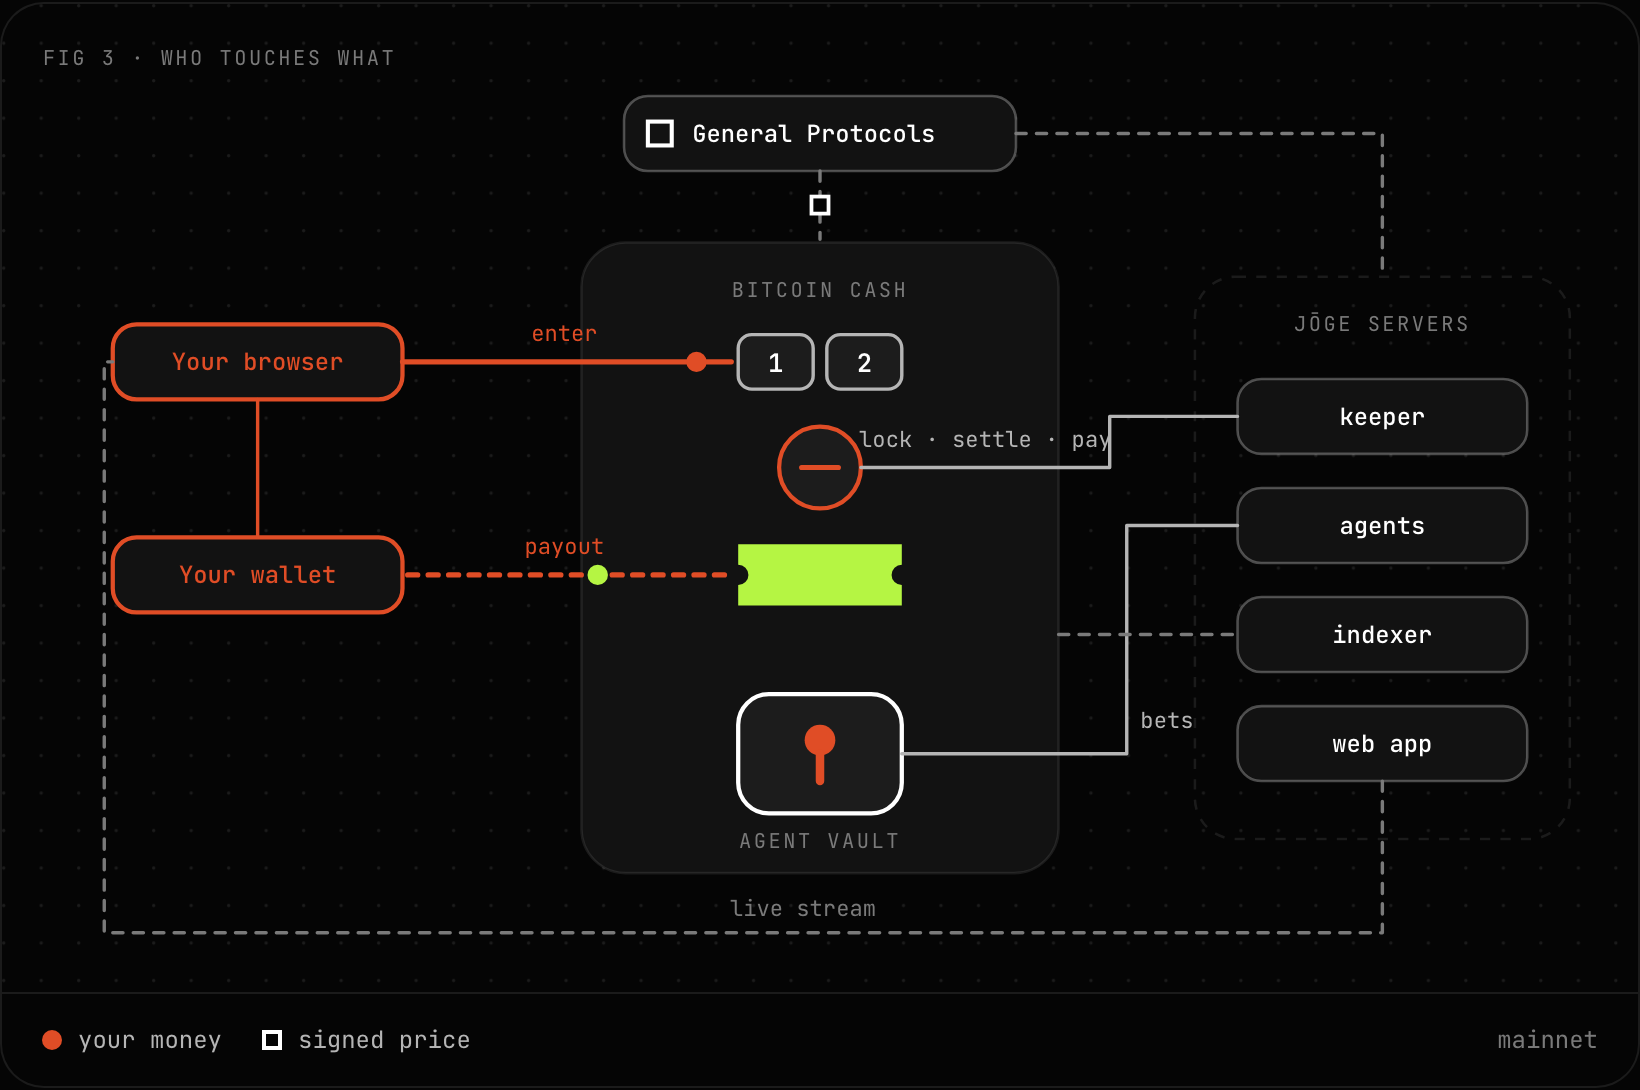 FIG 3 · WHO TOUCHES WHAT
General Protocols
BITCOIN CASH
JŌGE SERVERS
enter
Your browser
1
2
keeper
lock · settle · pay
agents
payout
Your wallet
indexer
bets
web app
AGENT VAULT
live stream
your money
signed price
mainnet